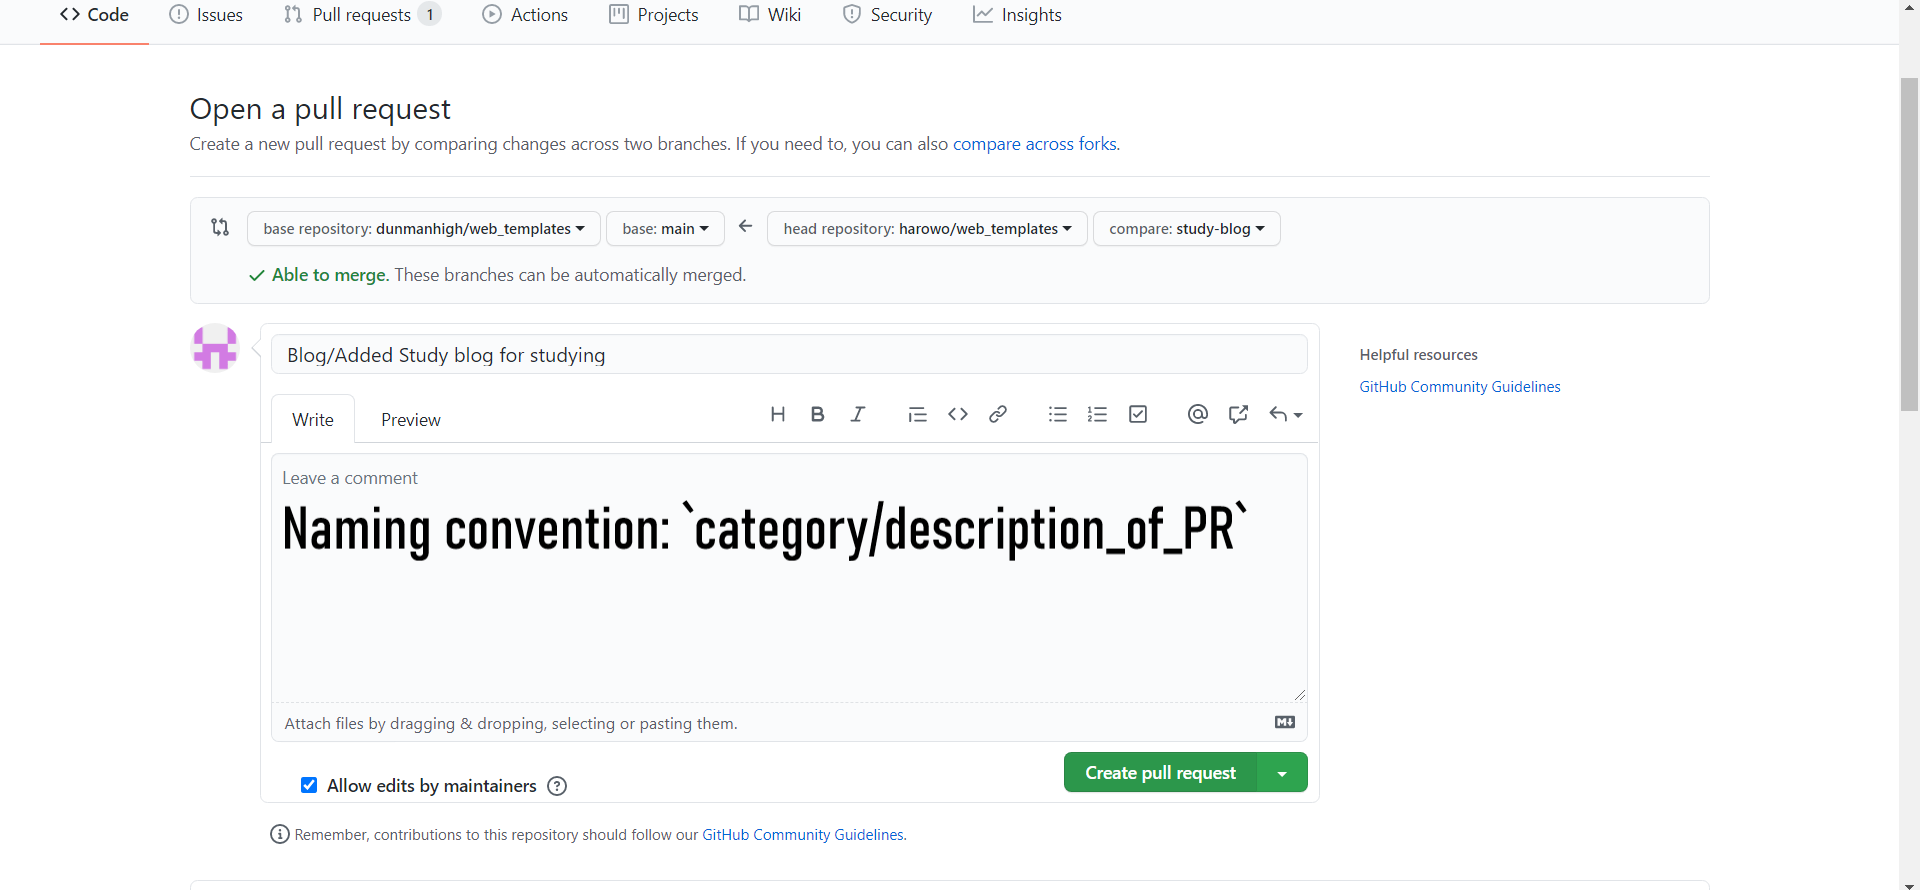 Code Issues Pull requests 1 Actions Projects Wiki Security Insights
Open a pull request
Create a new pull request by comparing changes across two branches. If you need to, you can also compare across forks.
base repository: dunmanhigh/web_templates base: main head repository: harowo/web_templates compare: study-blog
Able to merge. These branches can be automatically merged.
Blog/Added Study blog for studying
Helpful resources
GitHub Community Guidelines
Write Preview
Leave a comment
Naming convention: `category/description_of_PR`
Attach files by dragging & dropping, selecting or pasting them.
Allow edits by maintainers
Create pull request
Remember, contributions to this repository should follow our GitHub Community Guidelines.